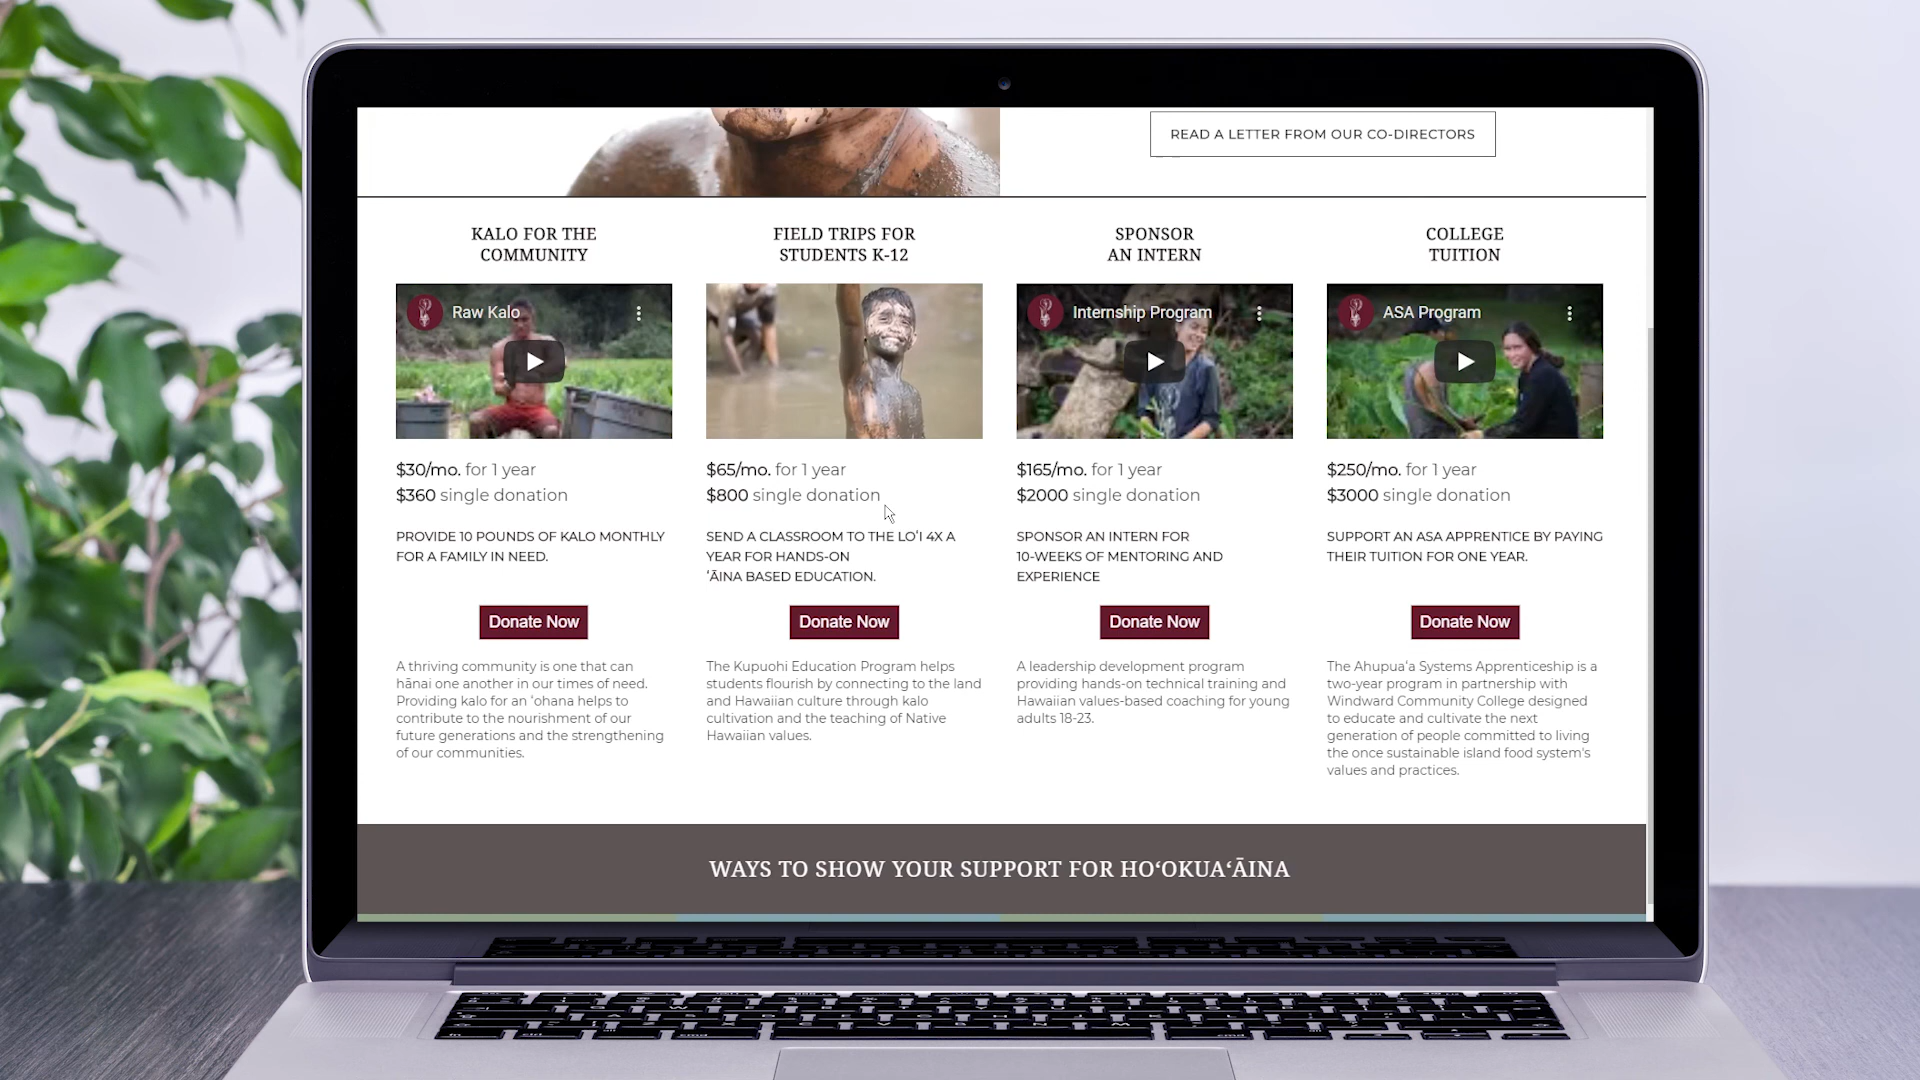 READ A LETTER FROM OUR CO-DIRECTORS
KALO FOR THE
COMMUNITY
Raw Kalo
$30/mo. for 1 year
$360 single donation
PROVIDE 10 POUNDS OF KALO MONTHLY
FOR A FAMILY IN NEED.
Donate Now
A thriving community is one that can
hānai one another in our times of need.
Providing kalo for an ʻohana helps to
contribute to the nourishment of our
future generations and the strengthening
of our communities.
FIELD TRIPS FOR
STUDENTS K-12
$65/mo. for 1 year
$800 single donation
SEND A CLASSROOM TO THE LO'I 4X A
YEAR FOR HANDS-ON
'ĀINA BASED EDUCATION.
Donate Now
The Kupuohi Education Program helps
students flourish by connecting to the land
and Hawaiian culture through kalo
cultivation and the teaching of Native
Hawaiian values.
SPONSOR
AN INTERN
Internship Program
$165/mo. for 1 year
$2000 single donation
SPONSOR AN INTERN FOR
10-WEEKS OF MENTORING AND
EXPERIENCE
Donate Now
A leadership development program
providing hands-on technical training and
Hawaiian values-based coaching for young
adults 18-23.
COLLEGE
TUITION
ASA Program
$250/mo. for 1 year
$3000 single donation
SUPPORT AN ASA APPRENTICE BY PAYING
THEIR TUITION FOR ONE YEAR.
Donate Now
The Ahupuaʻa Systems Apprenticeship is a
two-year program in partnership with
Windward Community College designed
to educate and cultivate the next
generation of people committed to living
the once sustainable island food system's
values and practices.
WAYS TO SHOW YOUR SUPPORT FOR HOʻOKUAʻĀINA